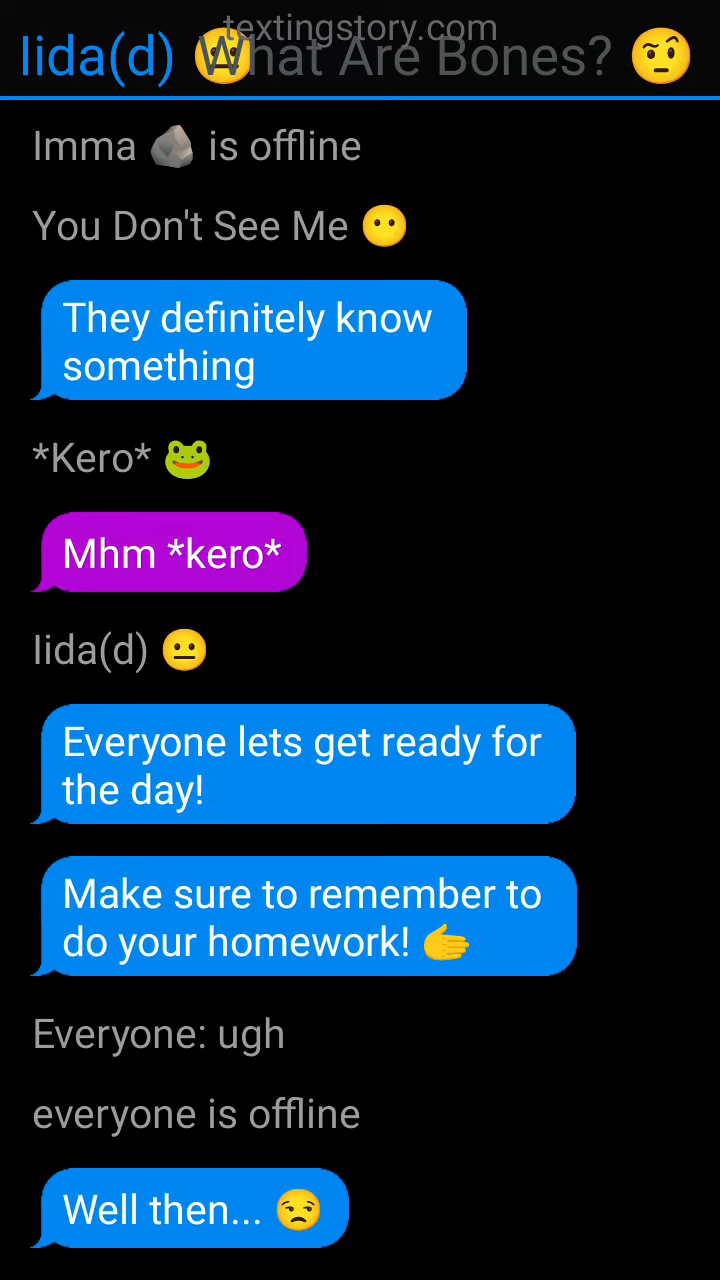 textingstory.com
Iida(d) 😐 What Are Bones? 🤨
Imma 🪨 is offline
You Don't See Me 😶
They definitely know
something
*Kero* 🐸
Mhm *kero*
Iida(d) 😐
Everyone lets get ready for
the day!
Make sure to remember to
do your homework! 🫱
Everyone: ugh
everyone is offline
Well then... 😒